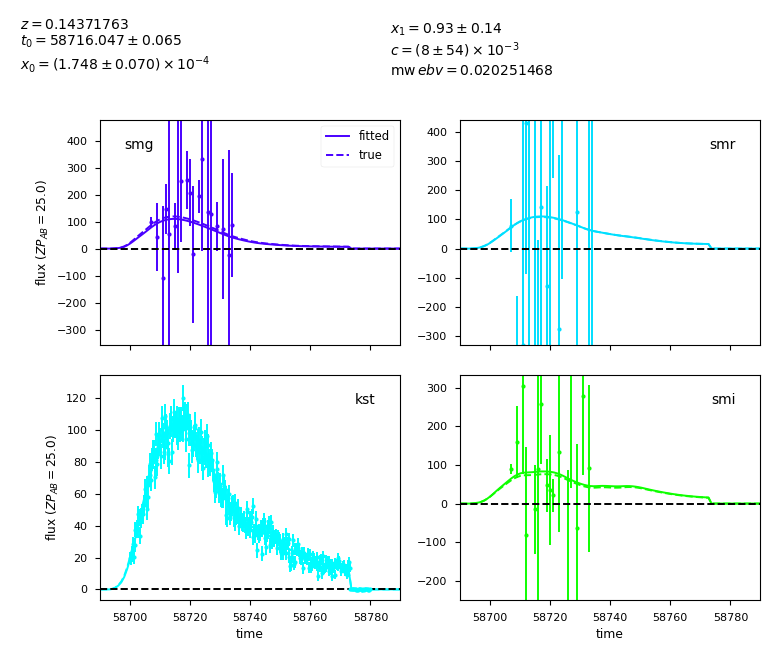 z = 0.14371763
t₀ = 58716.047 ± 0.065
x₀ = (1.748 ± 0.070) × 10⁻⁴
x₁ = 0.93 ± 0.14
c = (8 ± 54) × 10⁻³
mw ebv = 0.020251468
smg
fitted
true
flux (ZP_AB = 25.0)
400
300
200
100
0
−100
−200
−300
smr
400
300
200
100
0
−100
−200
−300
kst
flux (ZP_AB = 25.0)
120
100
80
60
40
20
0
58700 58720 58740 58760 58780
time
smi
300
200
100
0
−100
−200
58700 58720 58740 58760 58780
time